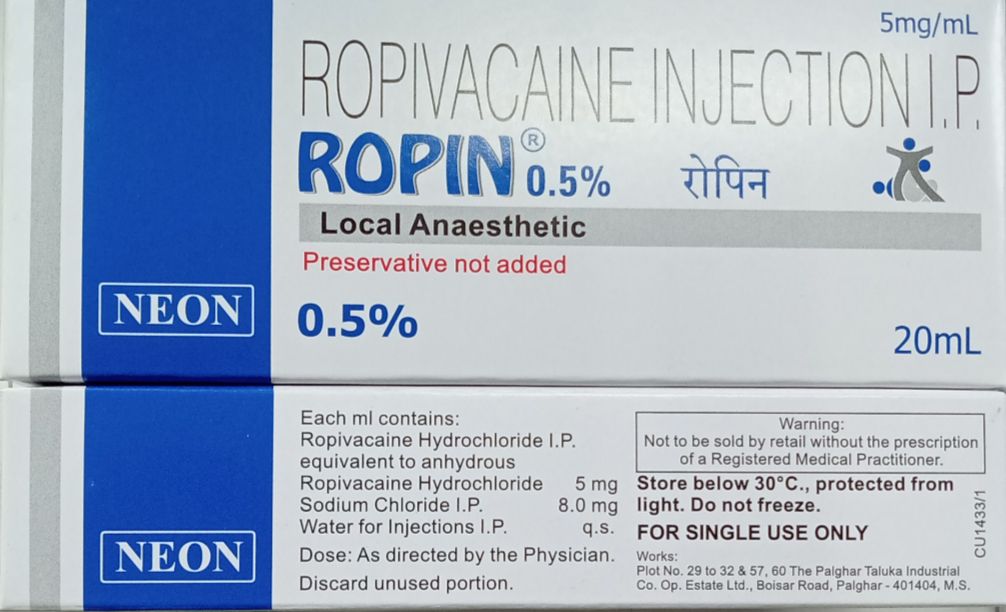 5mg/mL
ROPIVACAINE INJECTION I.P.
ROPIN® 0.5% रोपिन
Local Anaesthetic
Preservative not added
NEON
0.5%
20mL
Each ml contains:
Ropivacaine Hydrochloride I.P.
equivalent to anhydrous
Ropivacaine Hydrochloride 5 mg
Sodium Chloride I.P. 8.0 mg
Water for Injections I.P. q.s.
Dose: As directed by the Physician.
Discard unused portion.
NEON
Warning:
Not to be sold by retail without the prescription
of a Registered Medical Practitioner.
Store below 30°C., protected from
light. Do not freeze.
FOR SINGLE USE ONLY
Works:
Plot No. 29 to 32 & 57, 60 The Palghar Taluka Industrial
Co. Op. Estate Ltd., Boisar Road, Palghar - 401404, M.S.
CU1433/1